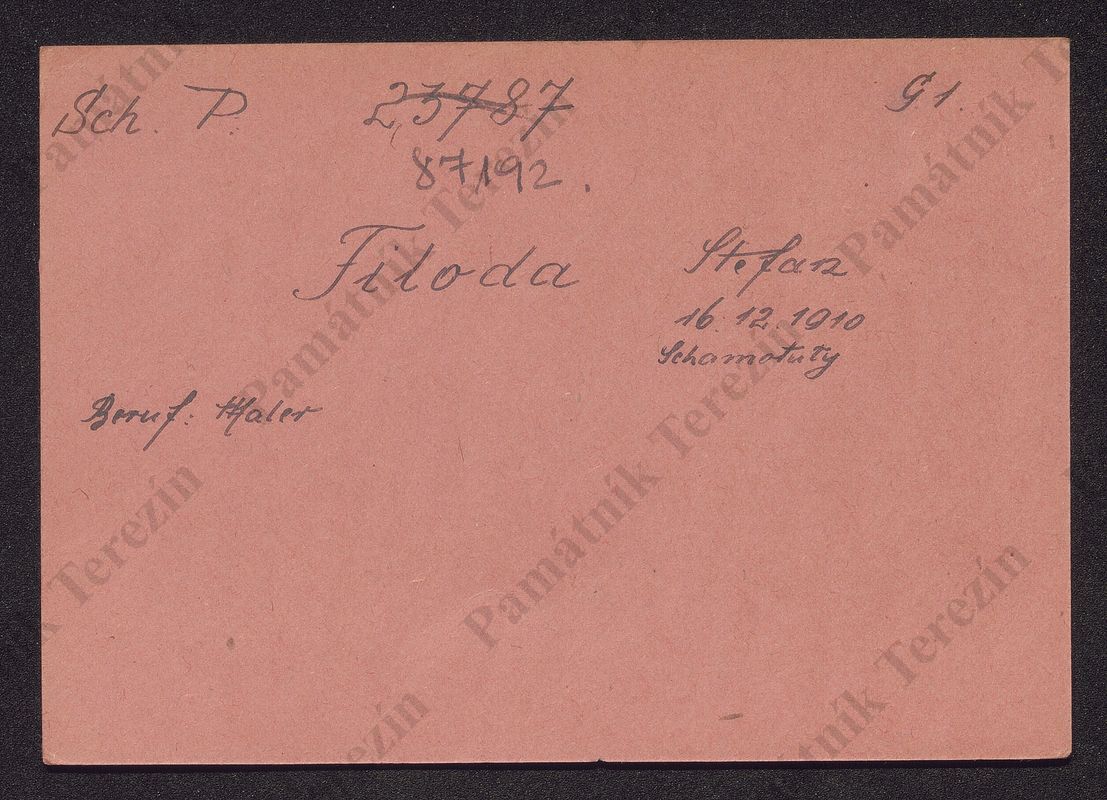 Sch. P. 23787 G1.
87192.
Filoda Stefan
16.12.1910
Schamotuty
Beruf: Maler
Památník Terezín